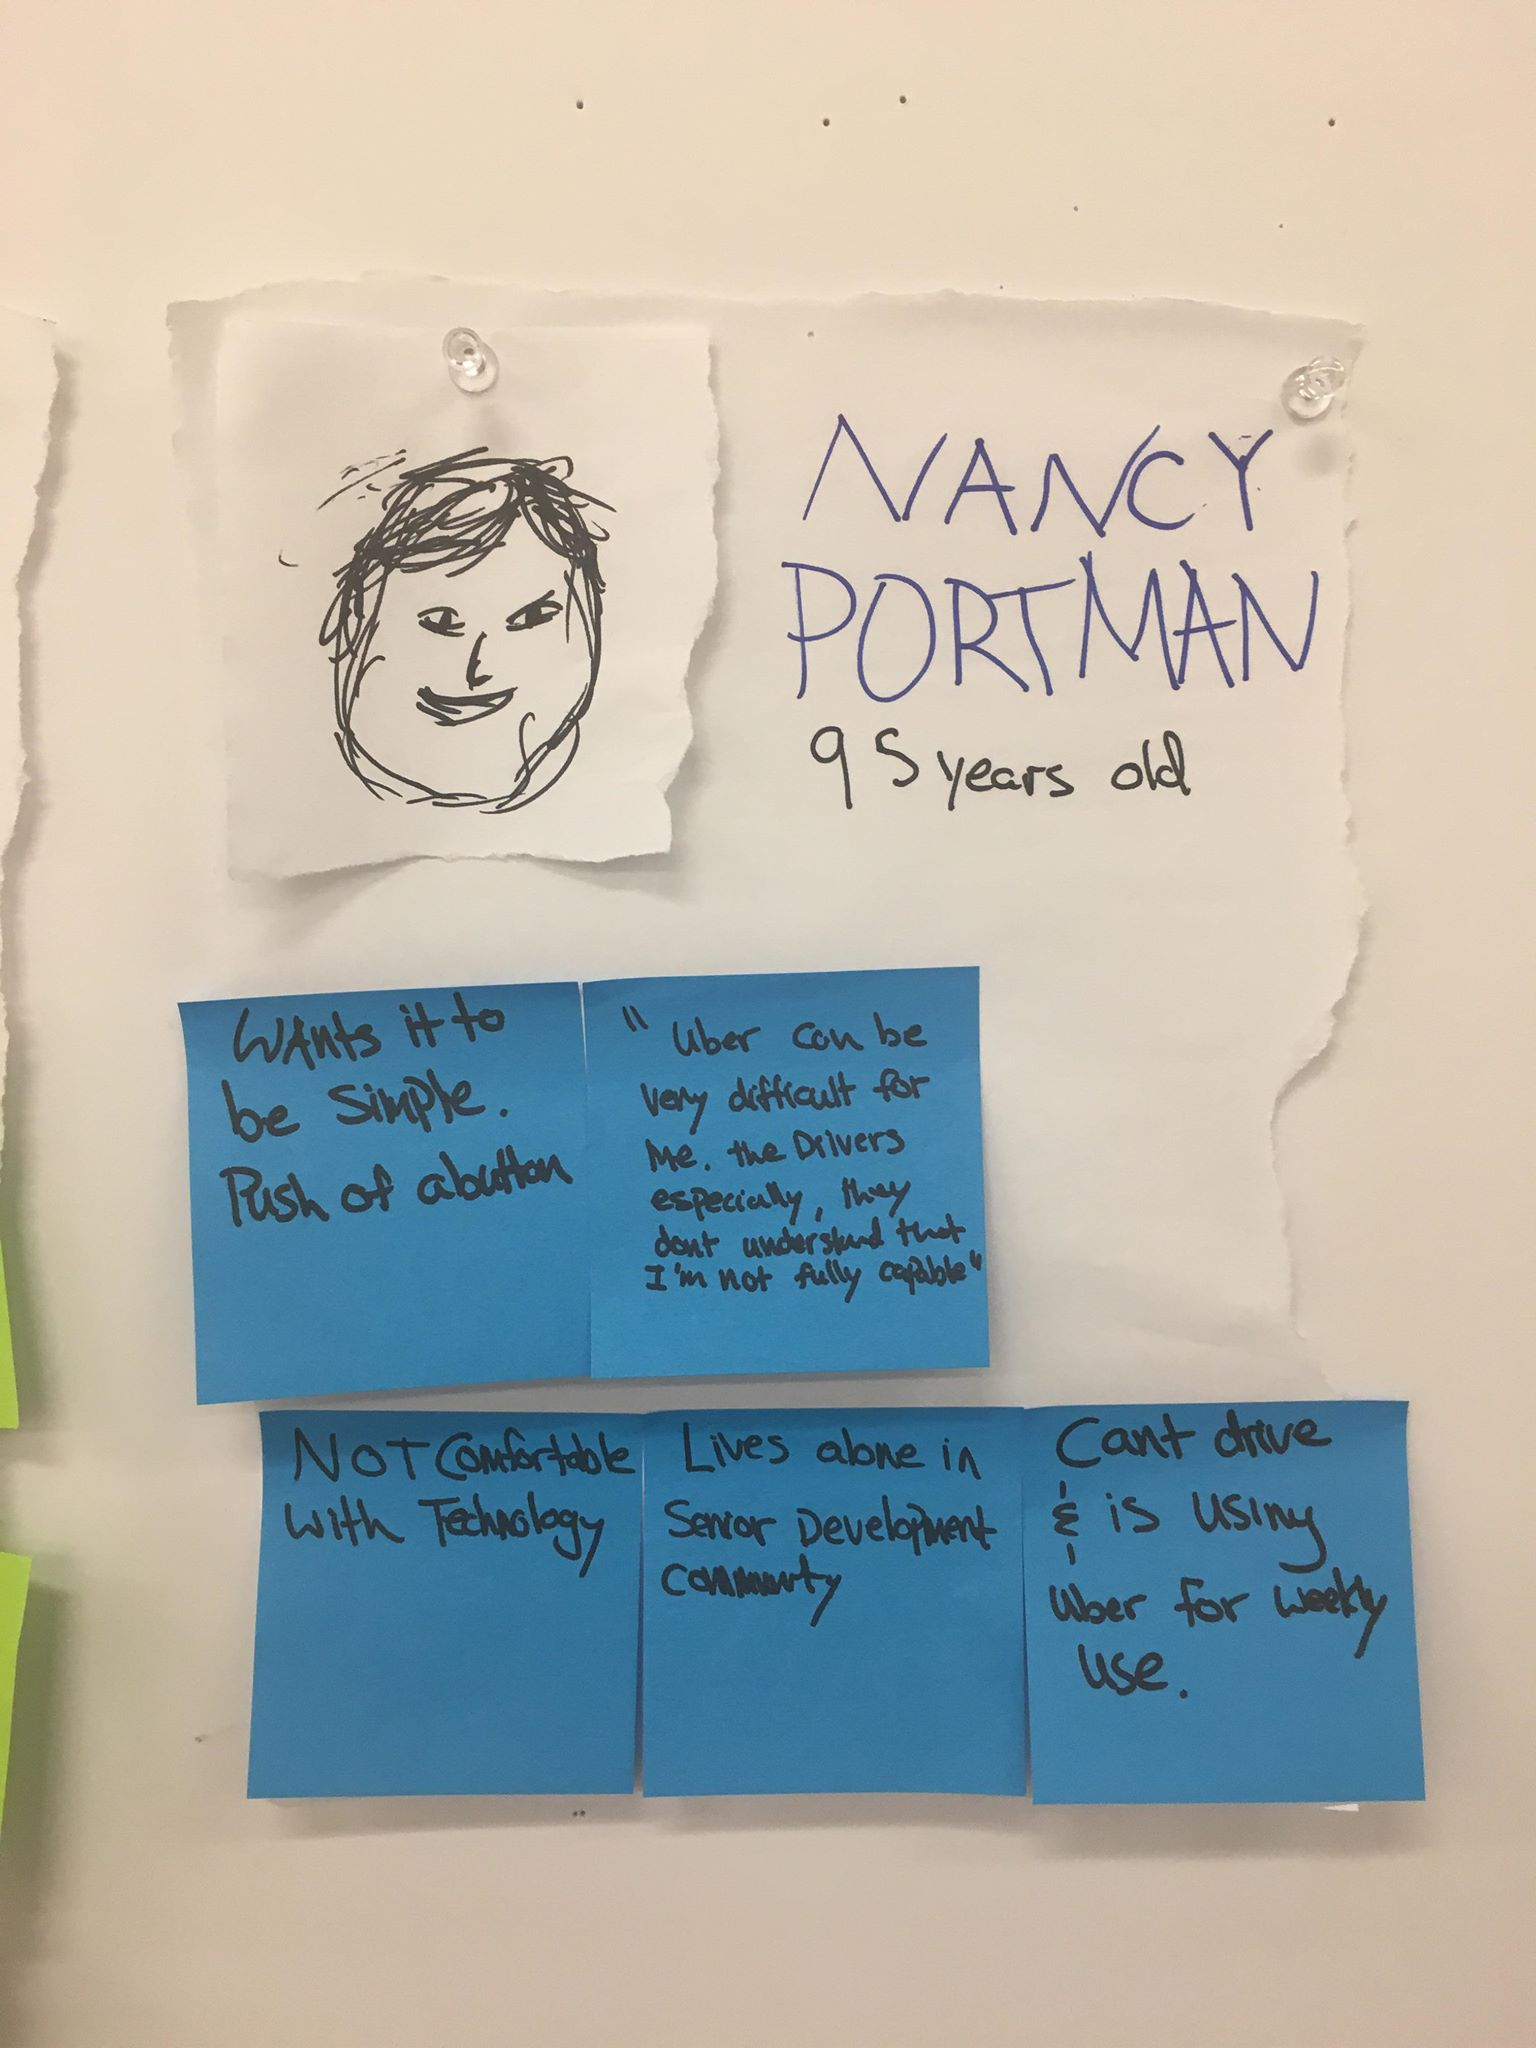 NANCY
PORTMAN
95 years old
Wants it to
be Simple.
Push of a button
" Uber can be
very difficult for
Me. the Drivers
especially, they
dont understand that
I'm not fully capable"
NOT Comfortable
With Technology
Lives alone in
Senior Development
Community
Cant drive
& is using
Uber for weekly
use.